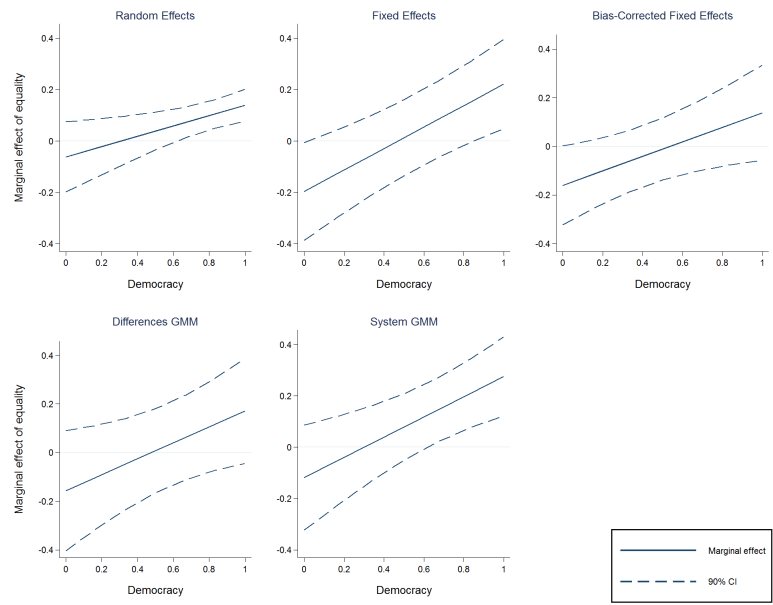 Random Effects
Marginal effect of equality
0.4
0.2
0
-0.2
-0.4
0 0.2 0.4 0.6 0.8 1
Democracy
Fixed Effects
0.4
0.2
0
-0.2
-0.4
0 0.2 0.4 0.6 0.8 1
Democracy
Bias-Corrected Fixed Effects
0.4
0.2
0
-0.2
-0.4
0 0.2 0.4 0.6 0.8 1
Democracy
Differences GMM
Marginal effect of equality
0.4
0.2
0
-0.2
-0.4
0 0.2 0.4 0.6 0.8 1
Democracy
System GMM
0.4
0.2
0
-0.2
-0.4
0 0.2 0.4 0.6 0.8 1
Democracy
Marginal effect
90% CI